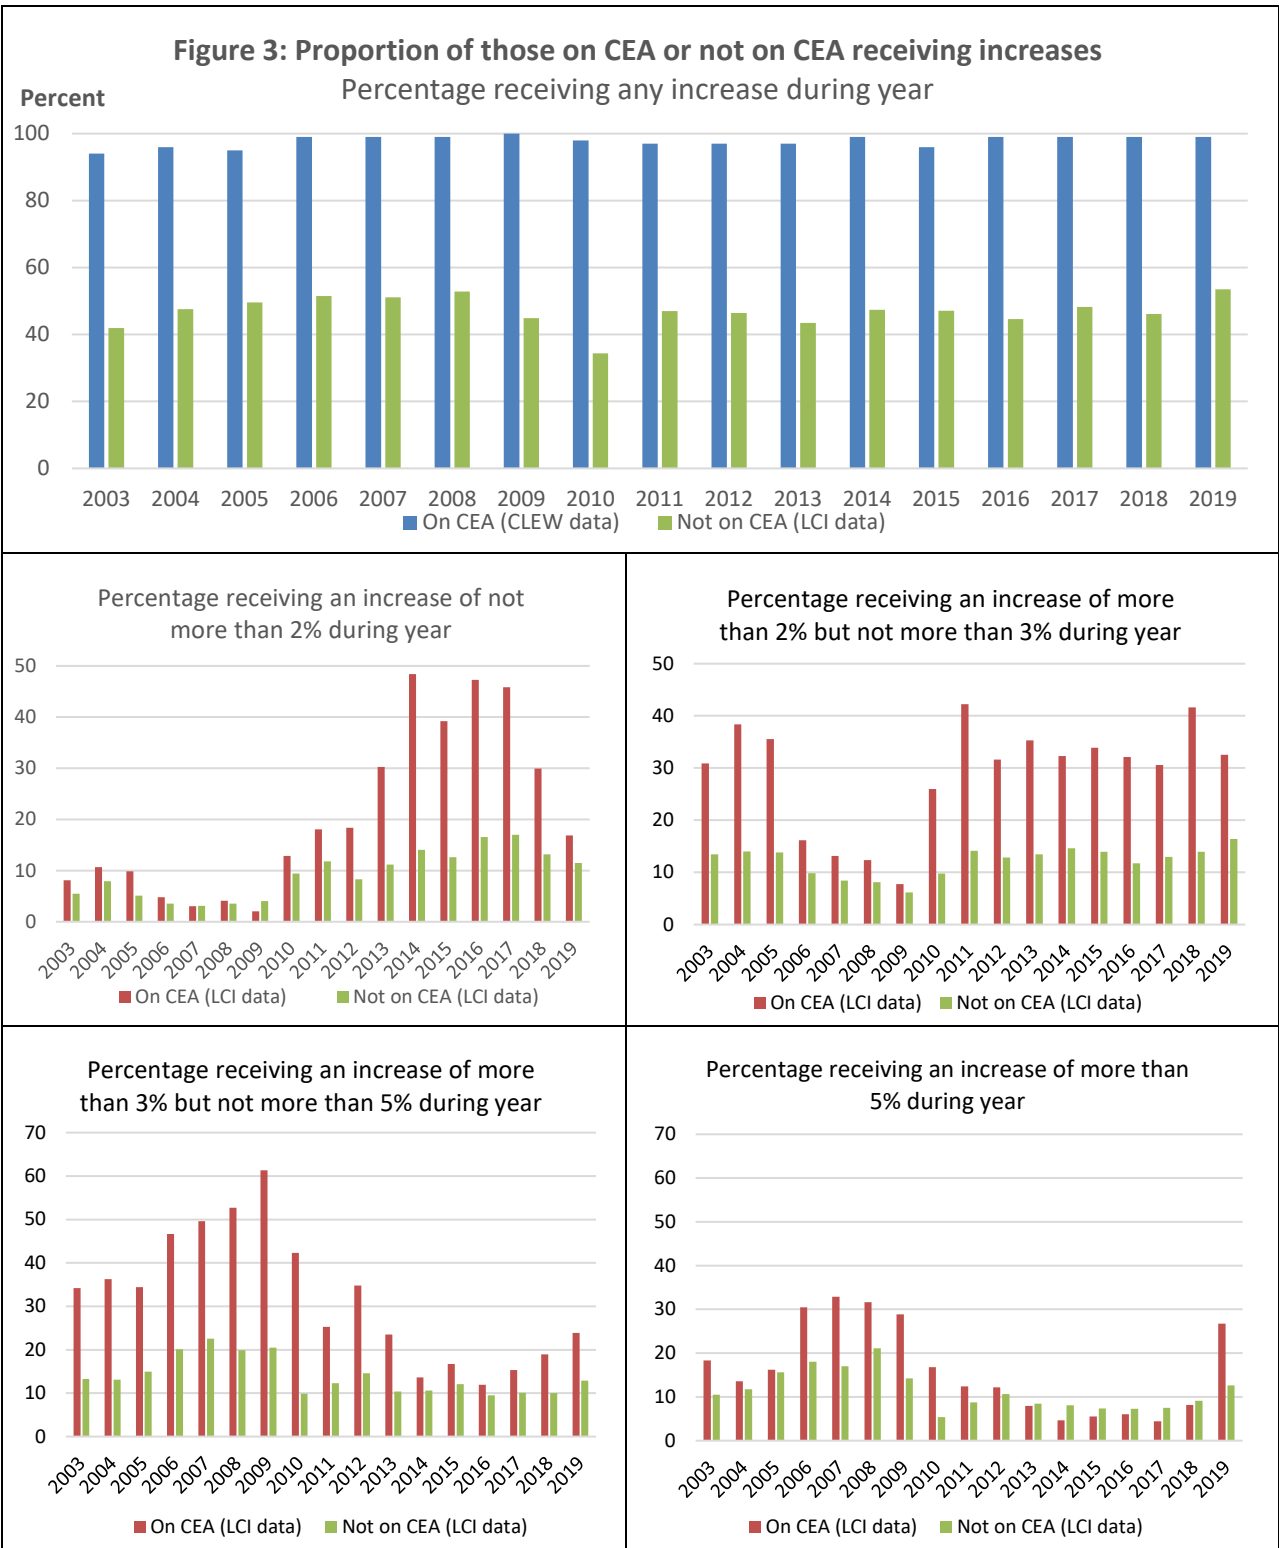 Figure 3: Proportion of those on CEA or not on CEA receiving increases
Percentage receiving any increase during year
Percent
100
80
60
40
20
0
2003 2004 2005 2006 2007 2008 2009 2010 2011 2012 2013 2014 2015 2016 2017 2018 2019
On CEA (CLEW data) Not on CEA (LCI data)
Percentage receiving an increase of not
more than 2% during year
50
40
30
20
10
0
2003 2004 2005 2006 2007 2008 2009 2010 2011 2012 2013 2014 2015 2016 2017 2018 2019
On CEA (LCI data) Not on CEA (LCI data)
Percentage receiving an increase of more
than 2% but not more than 3% during year
50
40
30
20
10
0
2003 2004 2005 2006 2007 2008 2009 2010 2011 2012 2013 2014 2015 2016 2017 2018 2019
On CEA (LCI data) Not on CEA (LCI data)
Percentage receiving an increase of more
than 3% but not more than 5% during year
70
60
50
40
30
20
10
0
2003 2004 2005 2006 2007 2008 2009 2010 2011 2012 2013 2014 2015 2016 2017 2018 2019
On CEA (LCI data) Not on CEA (LCI data)
Percentage receiving an increase of more than
5% during year
70
60
50
40
30
20
10
0
2003 2004 2005 2006 2007 2008 2009 2010 2011 2012 2013 2014 2015 2016 2017 2018 2019
On CEA (LCI data) Not on CEA (LCI data)